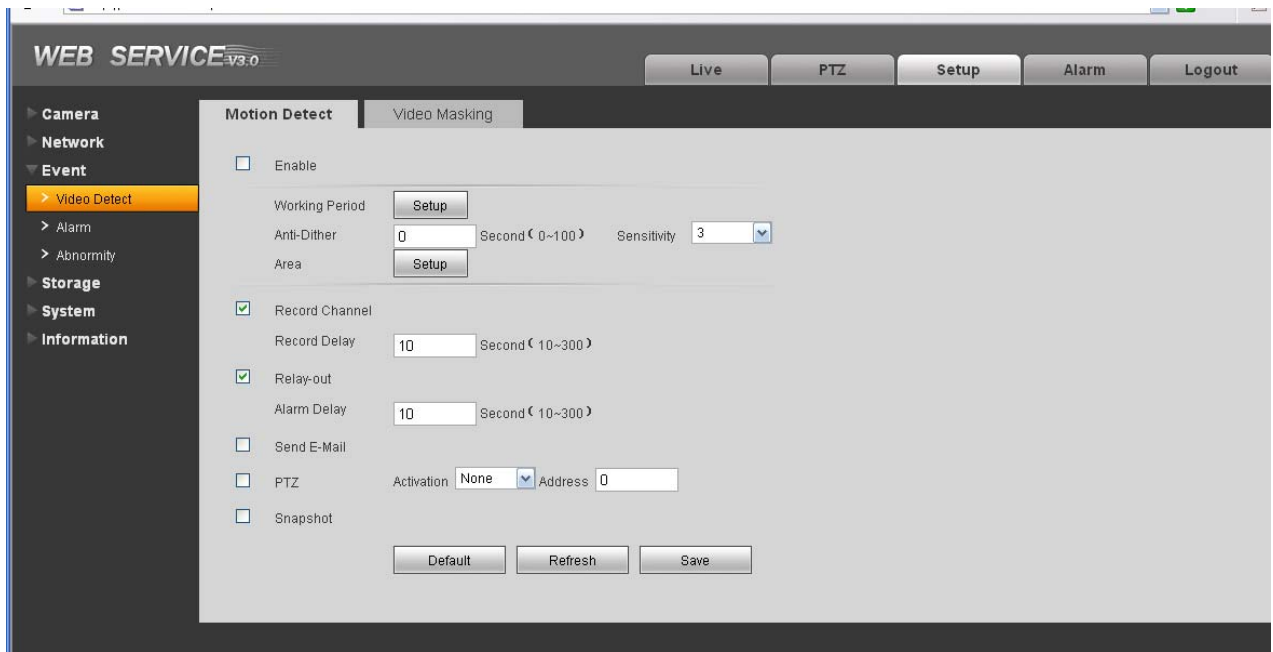 WEB SERVICE V3.0
Live PTZ Setup Alarm Logout
Camera
Network
Event
> Video Detect
> Alarm
> Abnormity
Storage
System
Information
Motion Detect Video Masking
Enable
Working Period Setup
Anti-Dither 0 Second ( 0~100 ) Sensitivity 3
Area Setup
Record Channel
Record Delay 10 Second ( 10~300 )
Relay-out
Alarm Delay 10 Second ( 10~300 )
Send E-Mail
PTZ Activation None Address 0
Snapshot
Default Refresh Save